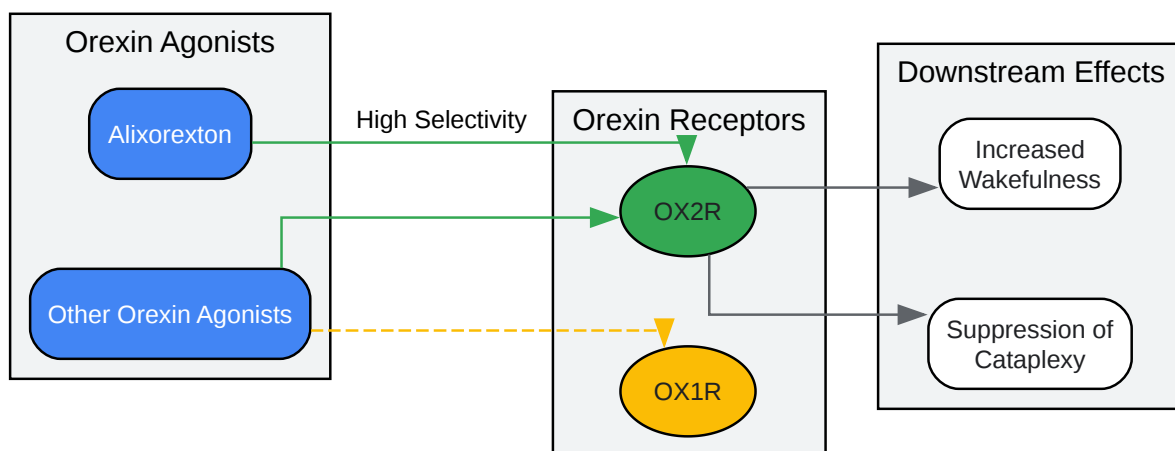 Orexin Agonists
Alixorexton
Other Orexin Agonists
High Selectivity
Orexin Receptors
OX2R
OX1R
Downstream Effects
Increased
Wakefulness
Suppression of
Cataplexy